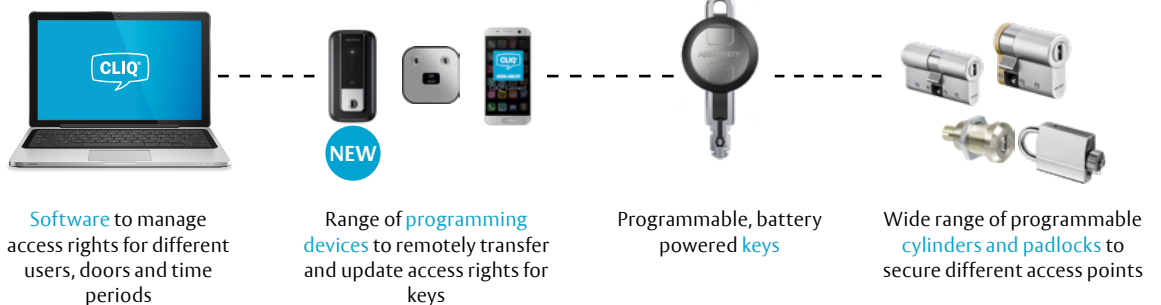 CLIQ
CLIQ
NEW
Software to manage
access rights for different
users, doors and time
periods
Range of programming
devices to remotely transfer
and update access rights for
keys
Programmable, battery
powered keys
Wide range of programmable
cylinders and padlocks to
secure different access points